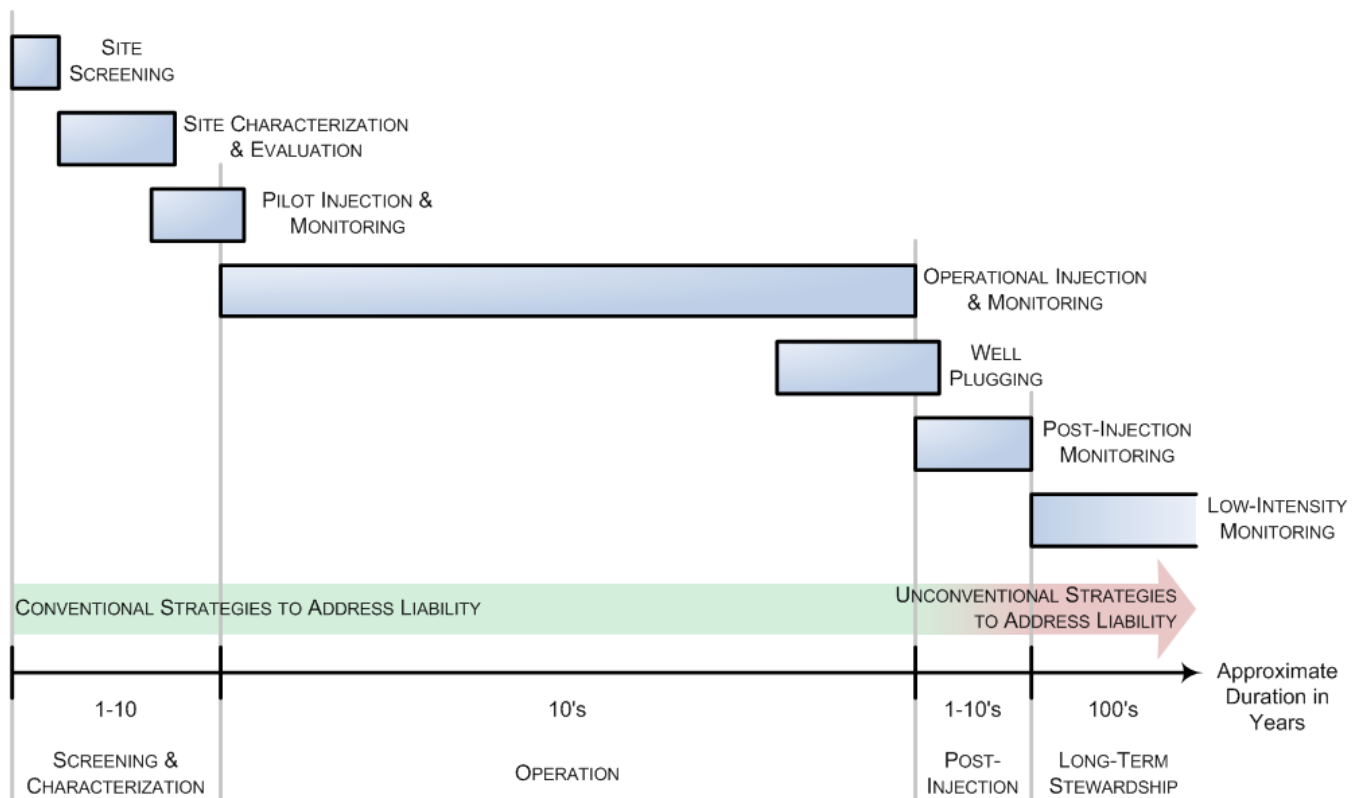 SITE
SCREENING
SITE CHARACTERIZATION
& EVALUATION
PILOT INJECTION &
MONITORING
OPERATIONAL INJECTION
& MONITORING
WELL
PLUGGING
POST-INJECTION
MONITORING
LOW-INTENSITY
MONITORING
CONVENTIONAL STRATEGIES TO ADDRESS LIABILITY
UNCONVENTIONAL STRATEGIES
TO ADDRESS LIABILITY
Approximate
Duration in
Years
1-10
10's
1-10's
100's
SCREENING &
CHARACTERIZATION
OPERATION
POST-
INJECTION
LONG-TERM
STEWARDSHIP